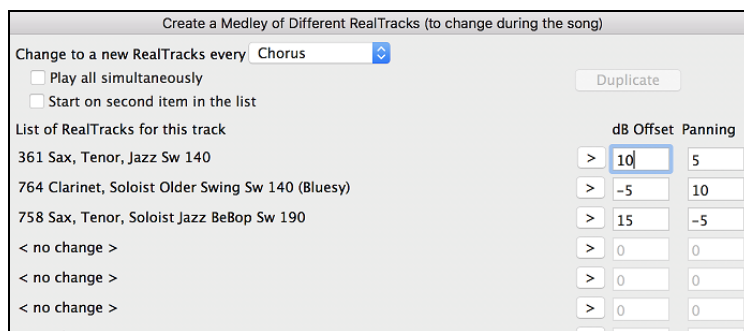 Create a Medley of Different RealTracks (to change during the song)
Change to a new RealTracks every Chorus
Play all simultaneously Duplicate
Start on second item in the list
List of RealTracks for this track dB Offset Panning
361 Sax, Tenor, Jazz Sw 140 > 10 5
764 Clarinet, Soloist Older Swing Sw 140 (Bluesy) > -5 10
758 Sax, Tenor, Soloist Jazz BeBop Sw 190 > 15 -5
< no change > > 0 0
< no change > > 0 0
< no change > > 0 0